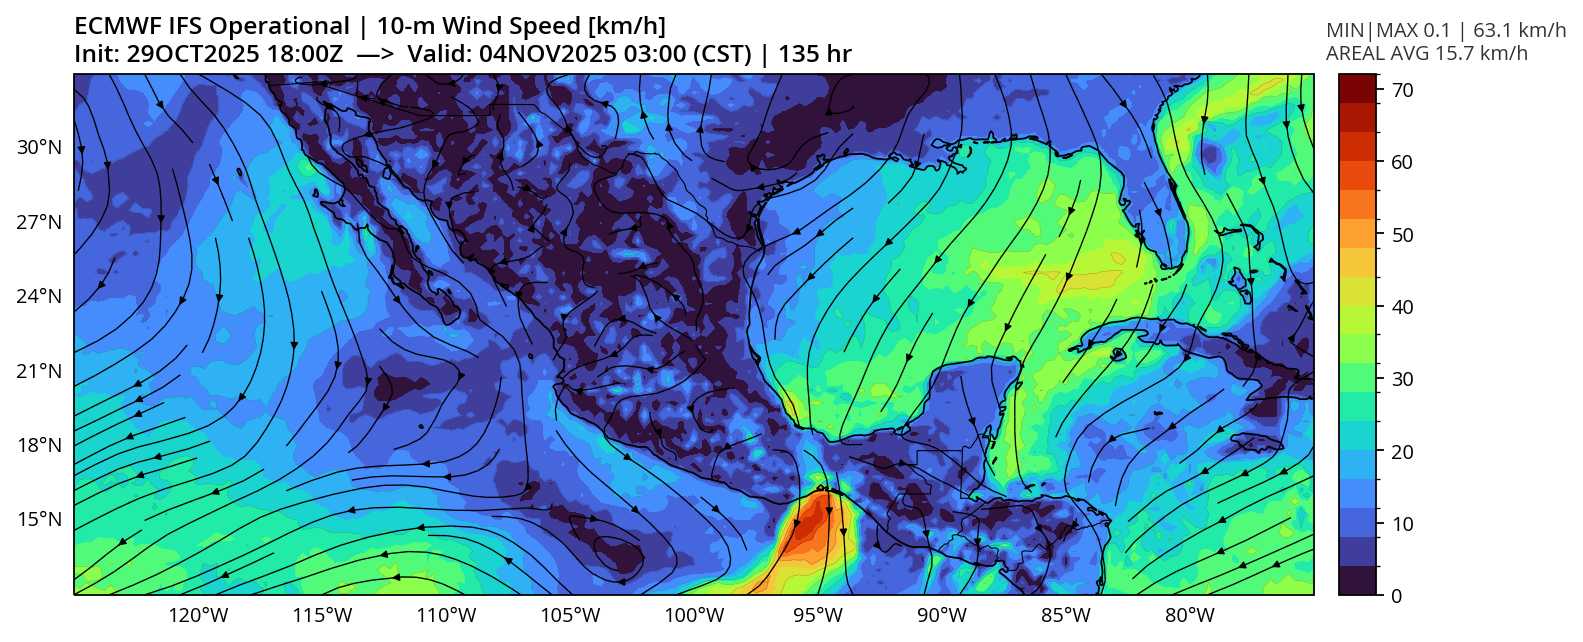 ECMWF IFS Operational | 10-m Wind Speed [km/h]
Init: 29OCT2025 18:00Z —> Valid: 04NOV2025 03:00 (CST) | 135 hr
MIN|MAX 0.1 | 63.1 km/h
AREAL AVG 15.7 km/h
30°N
27°N
24°N
21°N
18°N
15°N
120°W
115°W
110°W
105°W
100°W
95°W
90°W
85°W
80°W
70
60
50
40
30
20
10
0